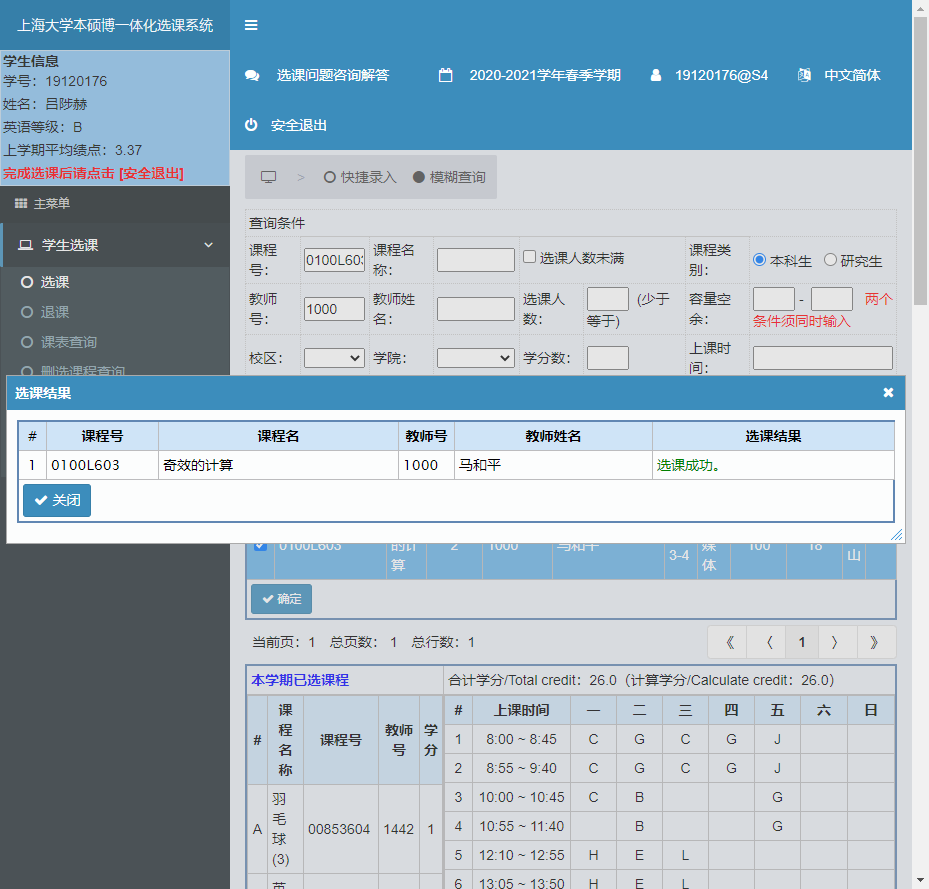 上海大学本硕博一体化选课系统
学生信息
学号：19120176
姓名：吕陟赫
英语等级：B
上学期平均绩点：3.37
完成选课后请点击 [安全退出]
主菜单
学生选课
选课
退课
课表查询
删选课程查询
选课问题咨询解答 2020-2021学年春季学期 19120176@S4 中文简体
安全退出
> 快捷录入 模糊查询
查询条件
课程号： 0100L603 课程名称： 选课人数未满 课程类别： 本科生 研究生
教师号： 1000 教师姓名： 选课人数： (少于等于) 容量空余： - 两个条件须同时输入
校区： 学院： 学分数： 上课时间：
选课结果
# 课程号 课程名 教师号 教师姓名 选课结果
1 0100L603 奇效的计算 1000 马和平 选课成功。
关闭
0100L603 的计算 2 1000 马和平 3-4 媒体 100 18 山
确定
当前页：1 总页数： 1 总行数：1
《 〈 1 〉 》
本学期已选课程
# 课程名称 课程号 教师号 学分
A 羽毛球(3) 00853604 1442 1
英
合计学分/Total credit：26.0（计算学分/Calculate credit：26.0）
# 上课时间 一 二 三 四 五 六 日
1 8:00 ~ 8:45 C G C G J
2 8:55 ~ 9:40 C G C G J
3 10:00 ~ 10:45 C B G
4 10:55 ~ 11:40 B G
5 12:10 ~ 12:55 H E L
6 13:05 ~ 13:50 H E L